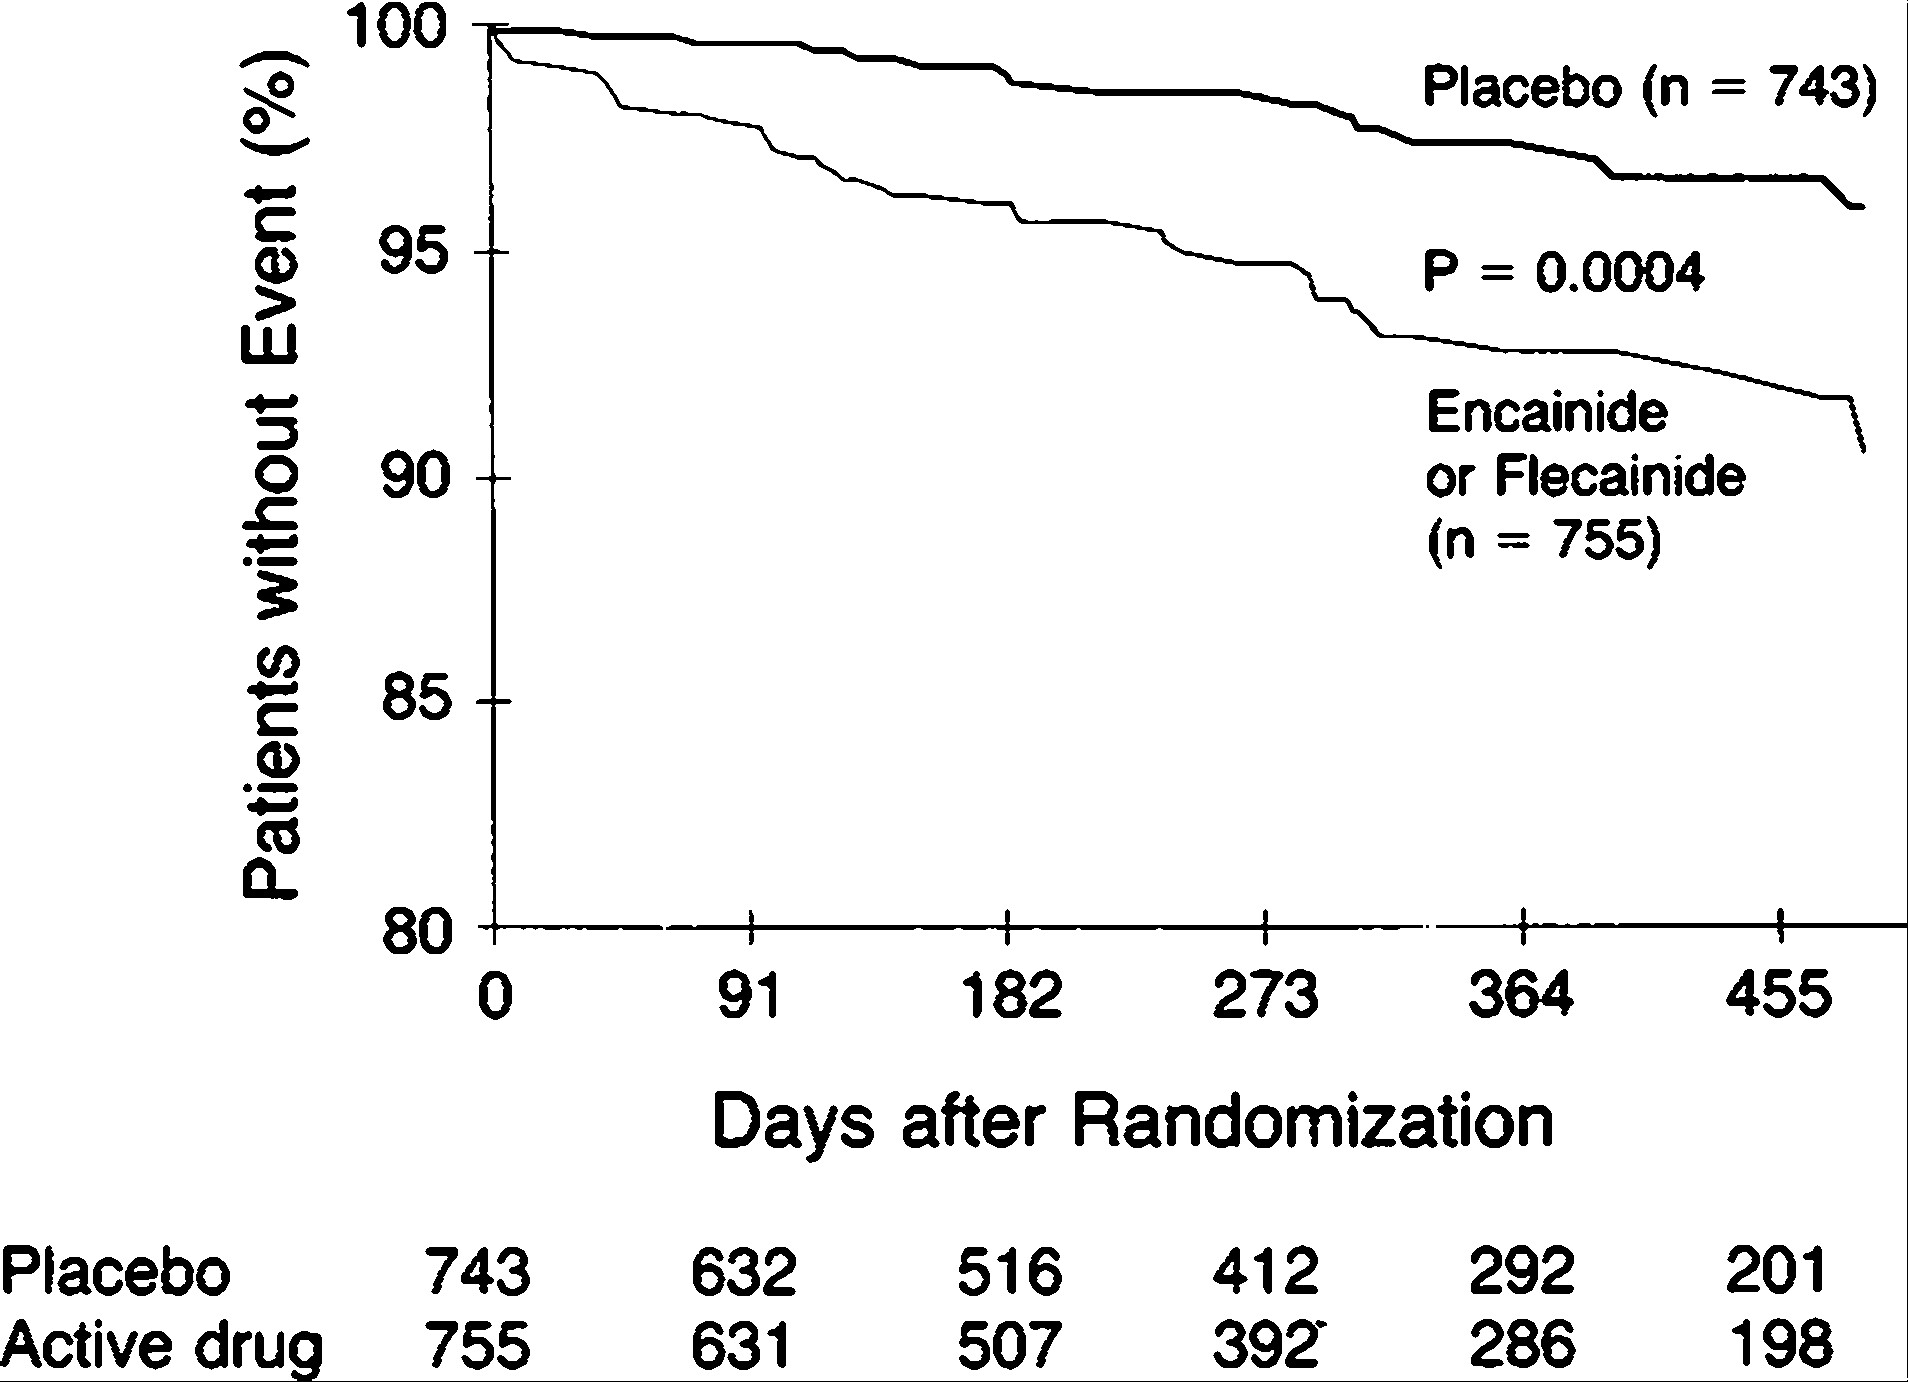 Patients without Event (%)
100
95
90
85
80
Placebo (n = 743)
P = 0.0004
Encainide
or Flecainide
(n = 755)
0 91 182 273 364 455
Days after Randomization
Placebo 743 632 516 412 292 201
Active drug 755 631 507 392 286 198